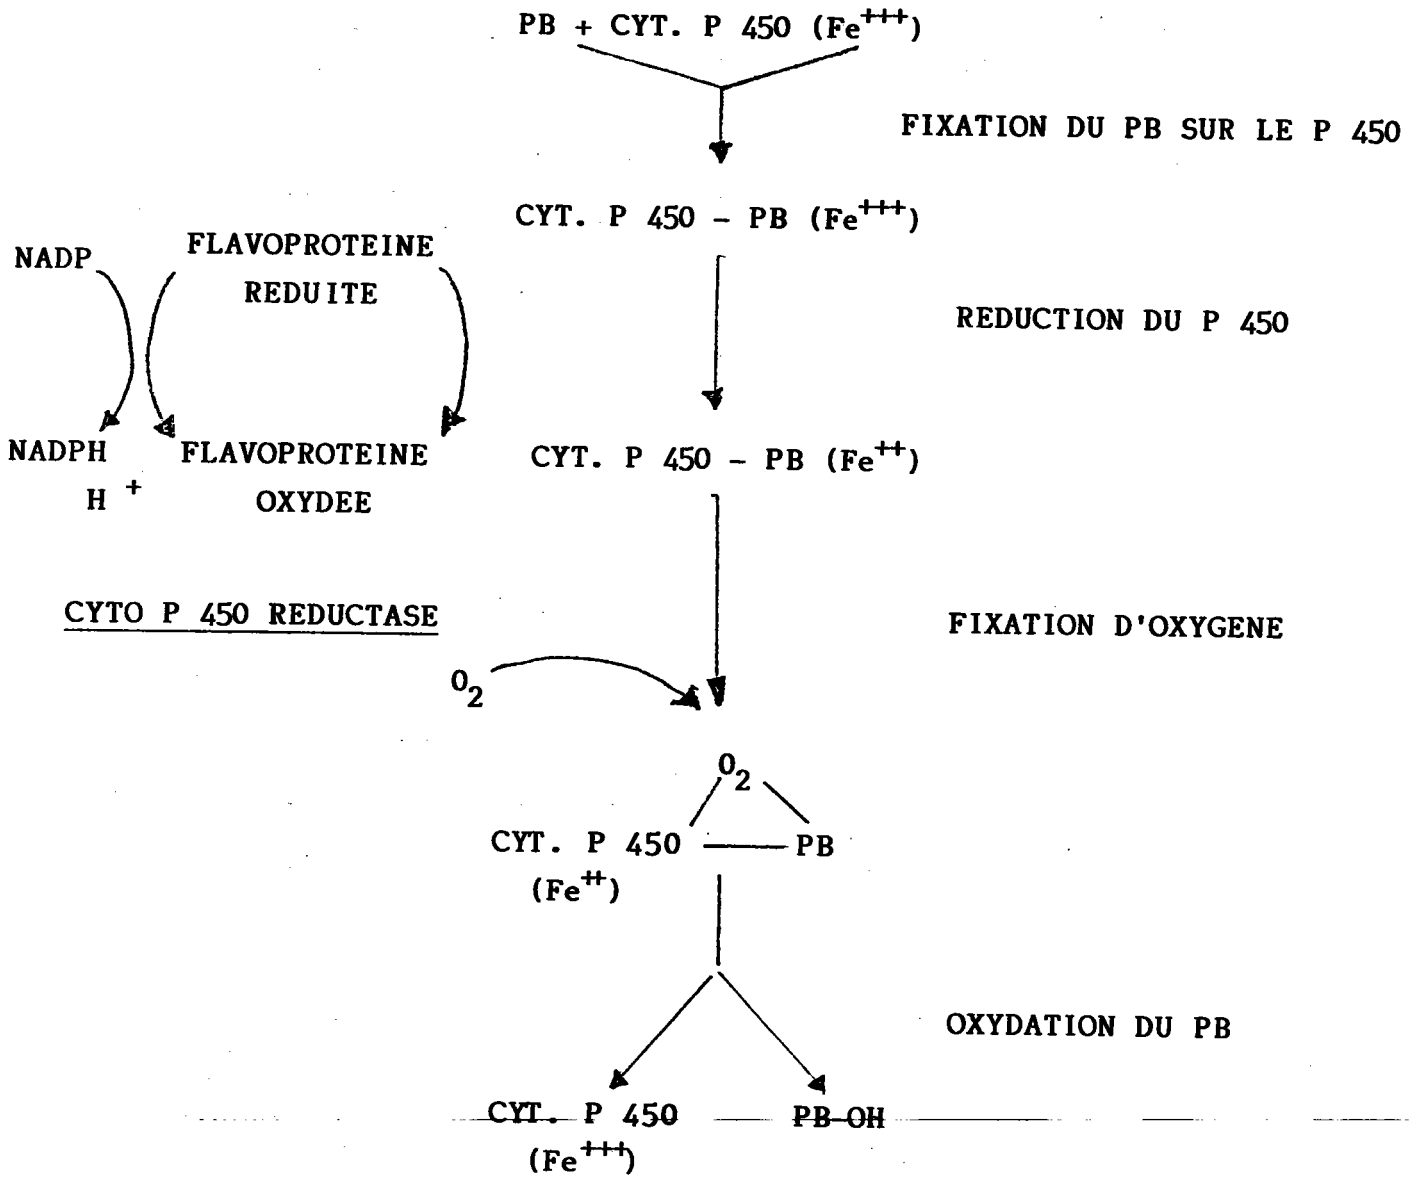 PB + CYT. P 450 (Fe+++)
FIXATION DU PB SUR LE P 450
CYT. P 450 – PB (Fe+++)
NADP
FLAVOPROTEINE
REDUITE
REDUCTION DU P 450
NADPH
H +
FLAVOPROTEINE
OXYDEE
CYT. P 450 – PB (Fe++)
CYTO P 450 REDUCTASE
FIXATION D'OXYGENE
O2
O2
CYT. P 450 — PB
(Fe++)
OXYDATION DU PB
CYT. P 450
PB-OH
(Fe+++)